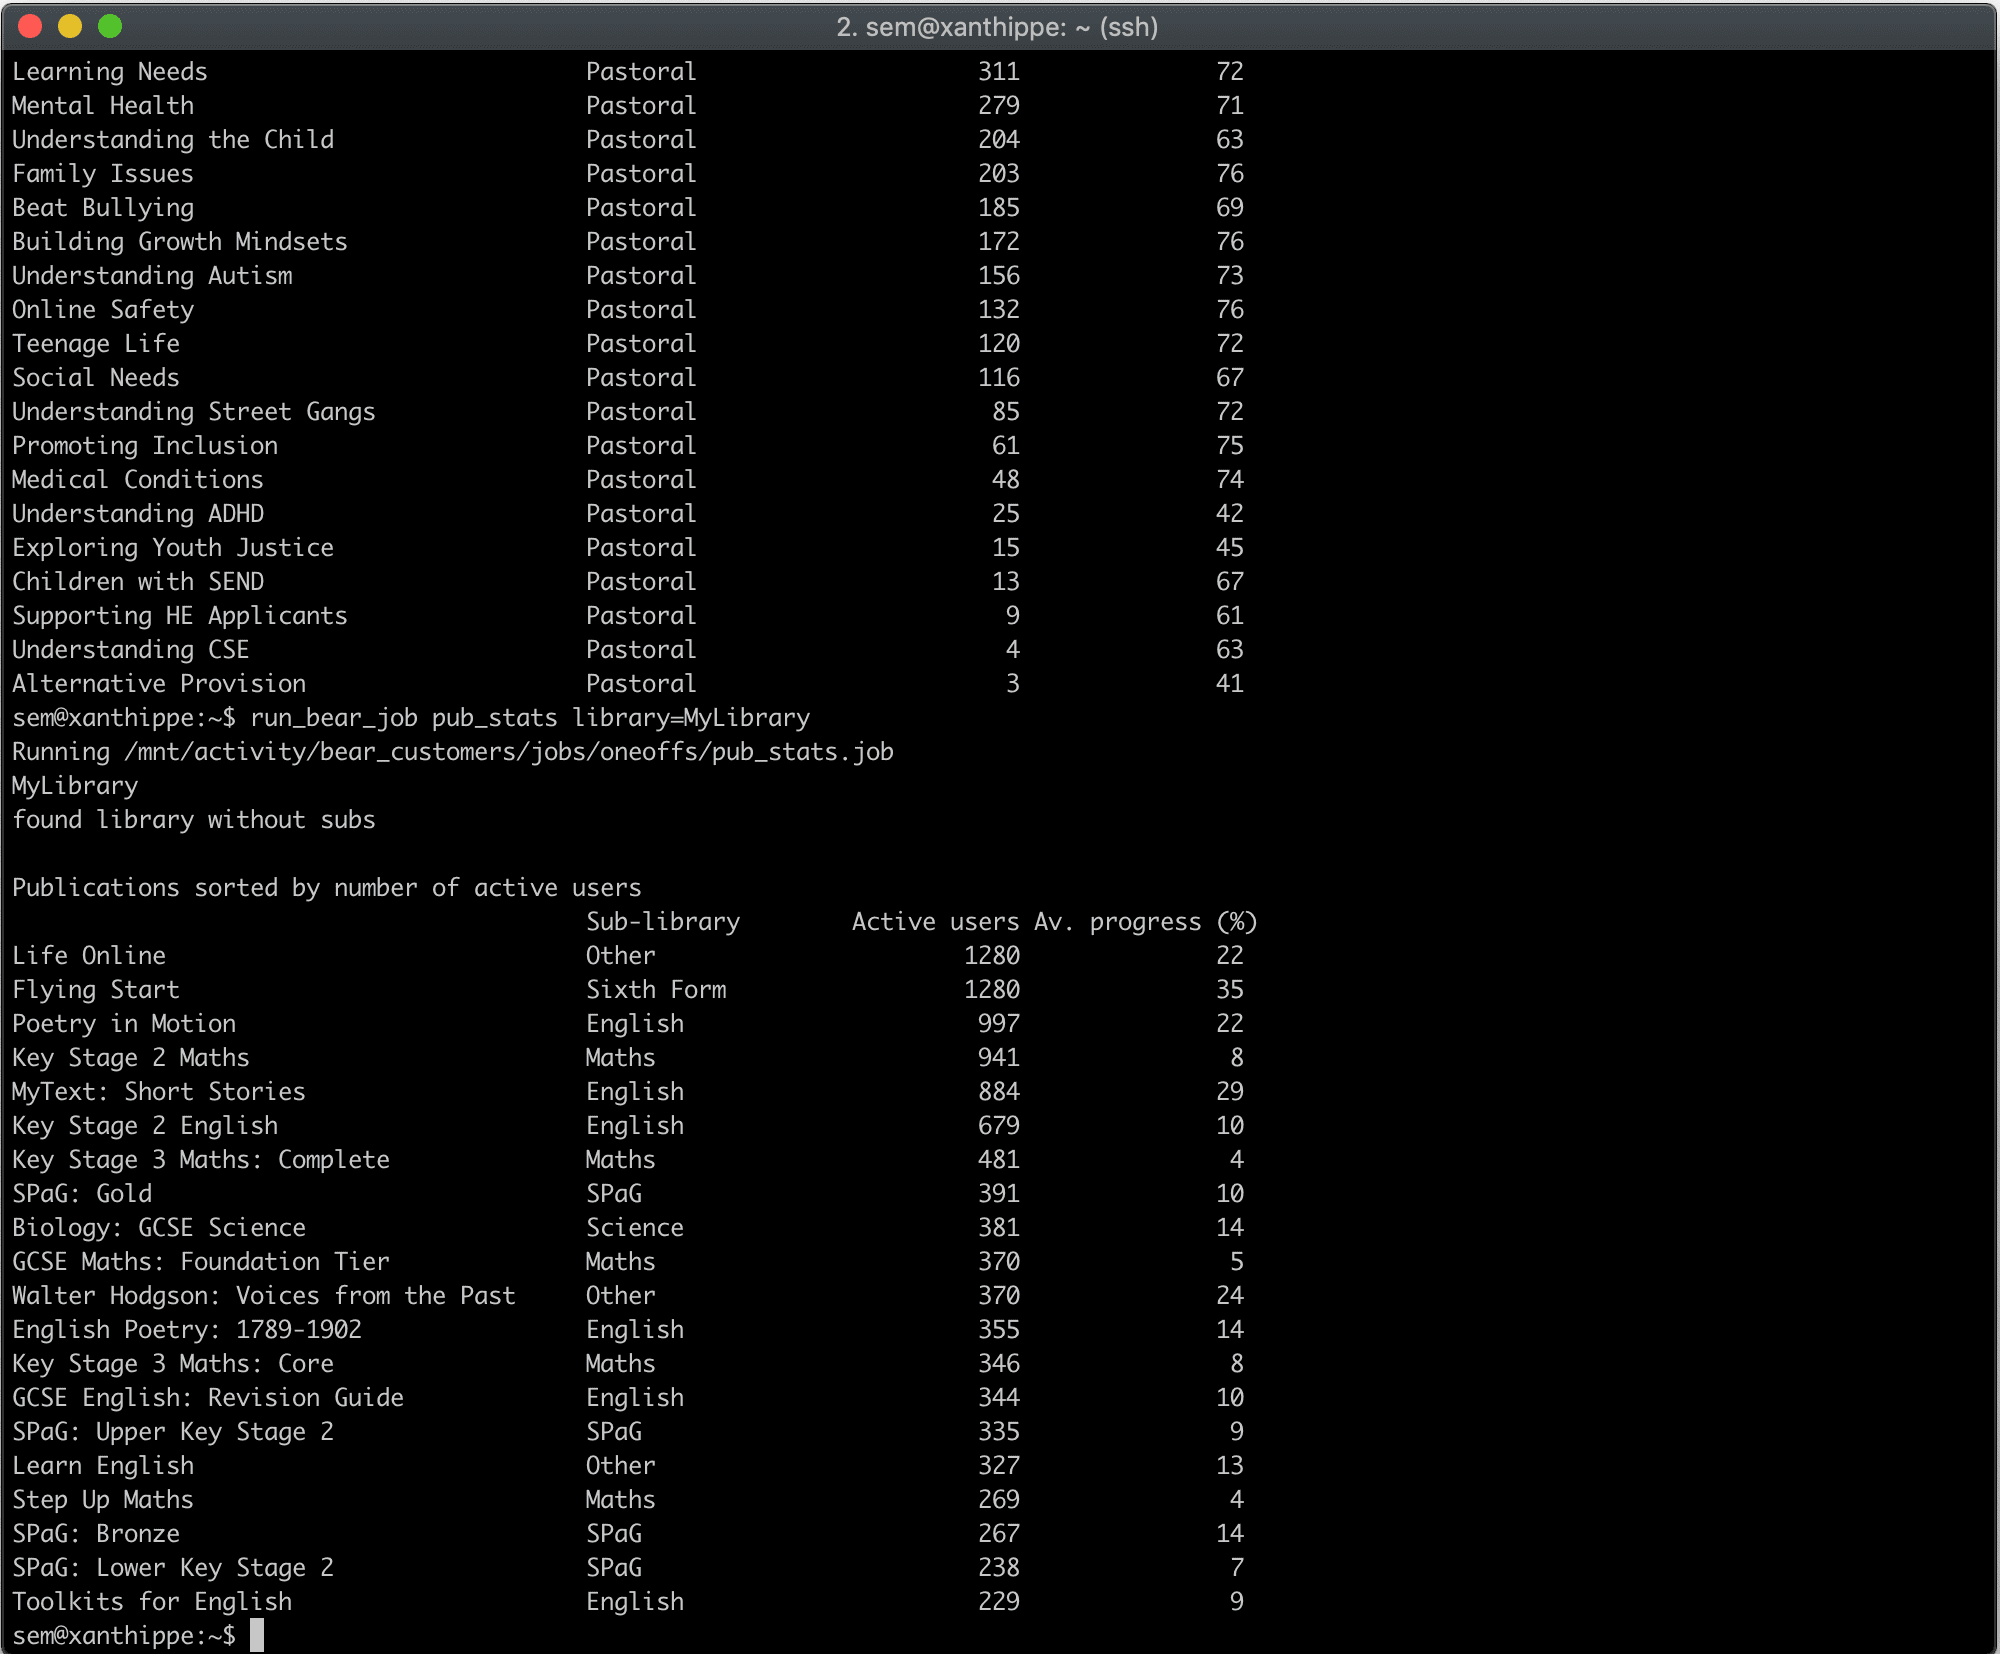 2. sem@xanthippe: ~ (ssh)
Learning Needs Pastoral 311 72
Mental Health Pastoral 279 71
Understanding the Child Pastoral 204 63
Family Issues Pastoral 203 76
Beat Bullying Pastoral 185 69
Building Growth Mindsets Pastoral 172 76
Understanding Autism Pastoral 156 73
Online Safety Pastoral 132 76
Teenage Life Pastoral 120 72
Social Needs Pastoral 116 67
Understanding Street Gangs Pastoral 85 72
Promoting Inclusion Pastoral 61 75
Medical Conditions Pastoral 48 74
Understanding ADHD Pastoral 25 42
Exploring Youth Justice Pastoral 15 45
Children with SEND Pastoral 13 67
Supporting HE Applicants Pastoral 9 61
Understanding CSE Pastoral 4 63
Alternative Provision Pastoral 3 41
sem@xanthippe:~$ run_bear_job pub_stats library=MyLibrary
Running /mnt/activity/bear_customers/jobs/oneoffs/pub_stats.job
MyLibrary
found library without subs
Publications sorted by number of active users
Sub-library Active users Av. progress (%)
Life Online Other 1280 22
Flying Start Sixth Form 1280 35
Poetry in Motion English 997 22
Key Stage 2 Maths Maths 941 8
MyText: Short Stories English 884 29
Key Stage 2 English English 679 10
Key Stage 3 Maths: Complete Maths 481 4
SPaG: Gold SPaG 391 10
Biology: GCSE Science Science 381 14
GCSE Maths: Foundation Tier Maths 370 5
Walter Hodgson: Voices from the Past Other 370 24
English Poetry: 1789-1902 English 355 14
Key Stage 3 Maths: Core Maths 346 8
GCSE English: Revision Guide English 344 10
SPaG: Upper Key Stage 2 SPaG 335 9
Learn English Other 327 13
Step Up Maths Maths 269 4
SPaG: Bronze SPaG 267 14
SPaG: Lower Key Stage 2 SPaG 238 7
Toolkits for English English 229 9
sem@xanthippe:~$